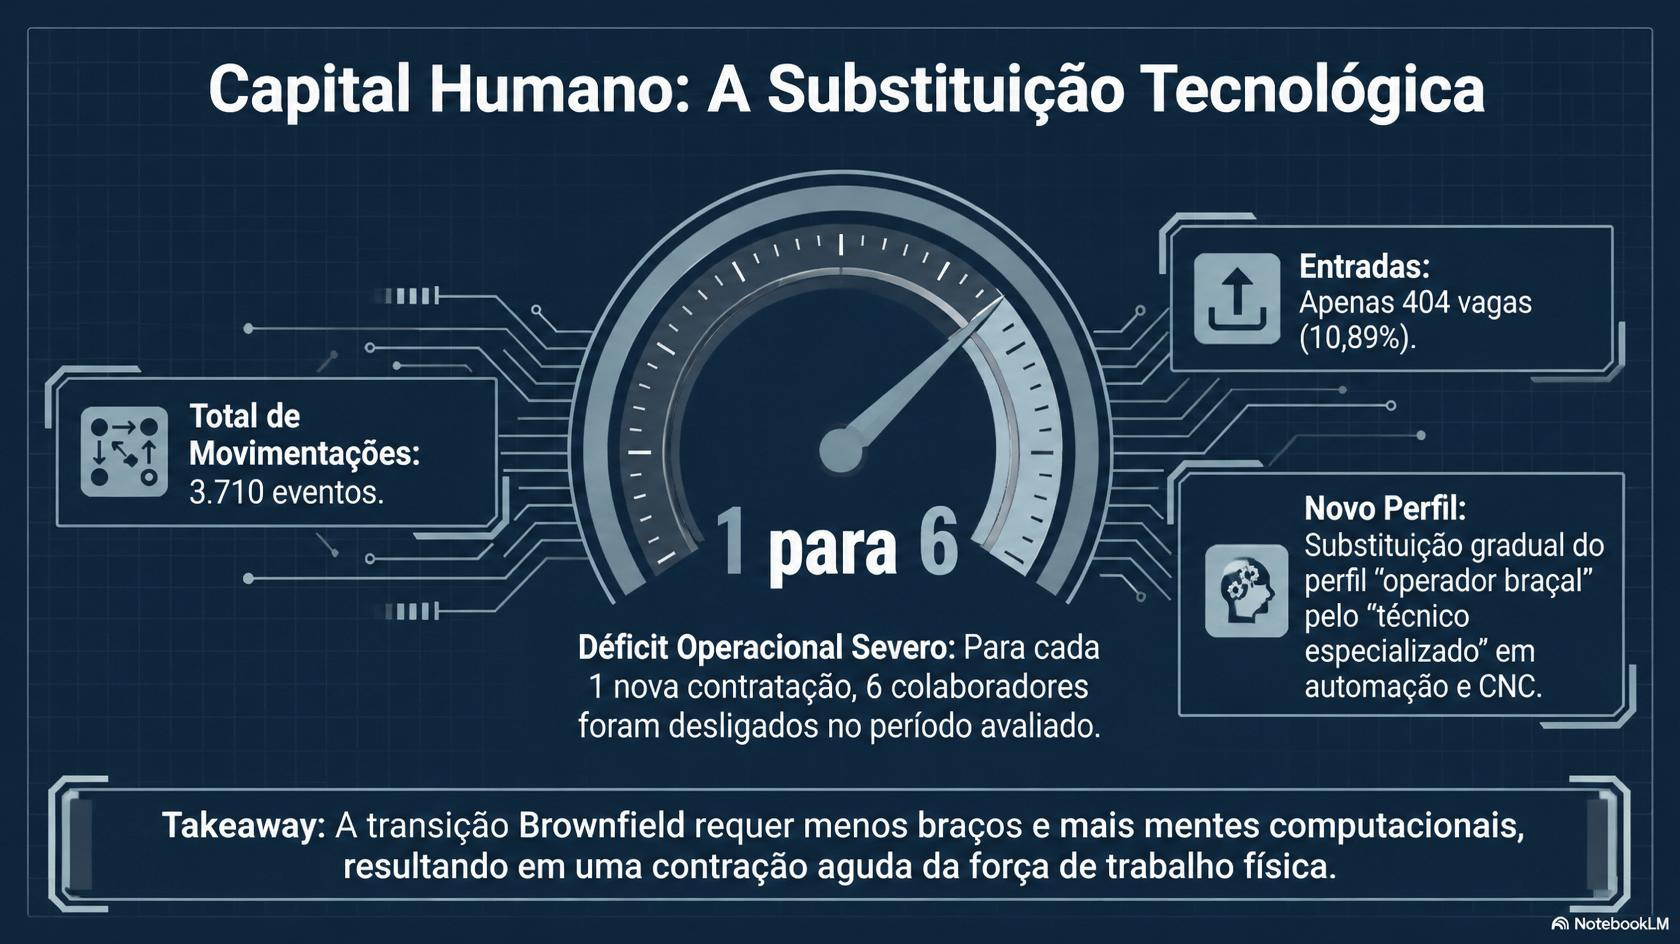 Capital Humano: A Substituição Tecnológica
Total de
Movimentações:
3.710 eventos.
1 para 6
Déficit Operacional Severo: Para cada
1 nova contratação, 6 colaboradores
foram desligados no período avaliado.
Entradas:
Apenas 404 vagas
(10,89%).
Novo Perfil:
Substituição gradual do
perfil “operador braçal”
pelo “técnico
especializado” em
automação e CNC.
Takeaway: A transição Brownfield requer menos braços e mais mentes computacionais,
resultando em uma contração aguda da força de trabalho física.
NotebookLM